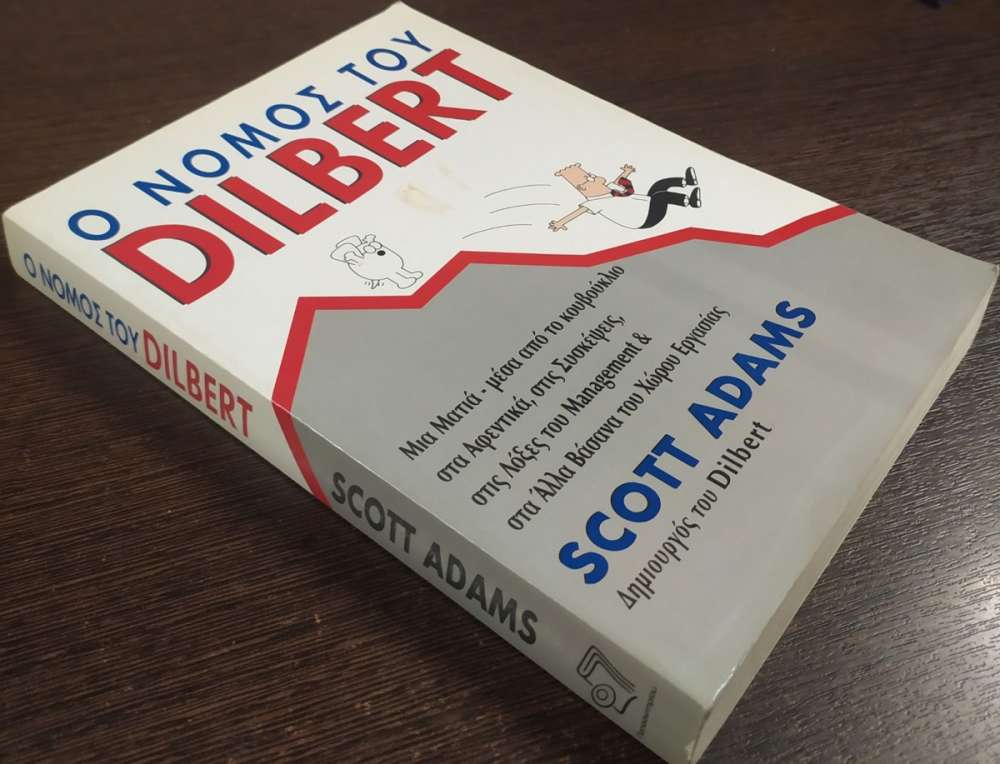 Ο ΝΟΜΟΣ ΤΟΥ
DILBERT
Μια Ματιά - μέσα από το κουβούκλιο
στα Αφεντικά, στις Συσκέψεις,
στις Λόξες του Management &
στα Άλλα Βάσανα του Χώρου Εργασίας
SCOTT ADAMS
Δημιουργός του Dilbert
Ο ΝΟΜΟΣ ΤΟΥ DILBERT
SCOTT ADAMS
Παπασωτηρίου